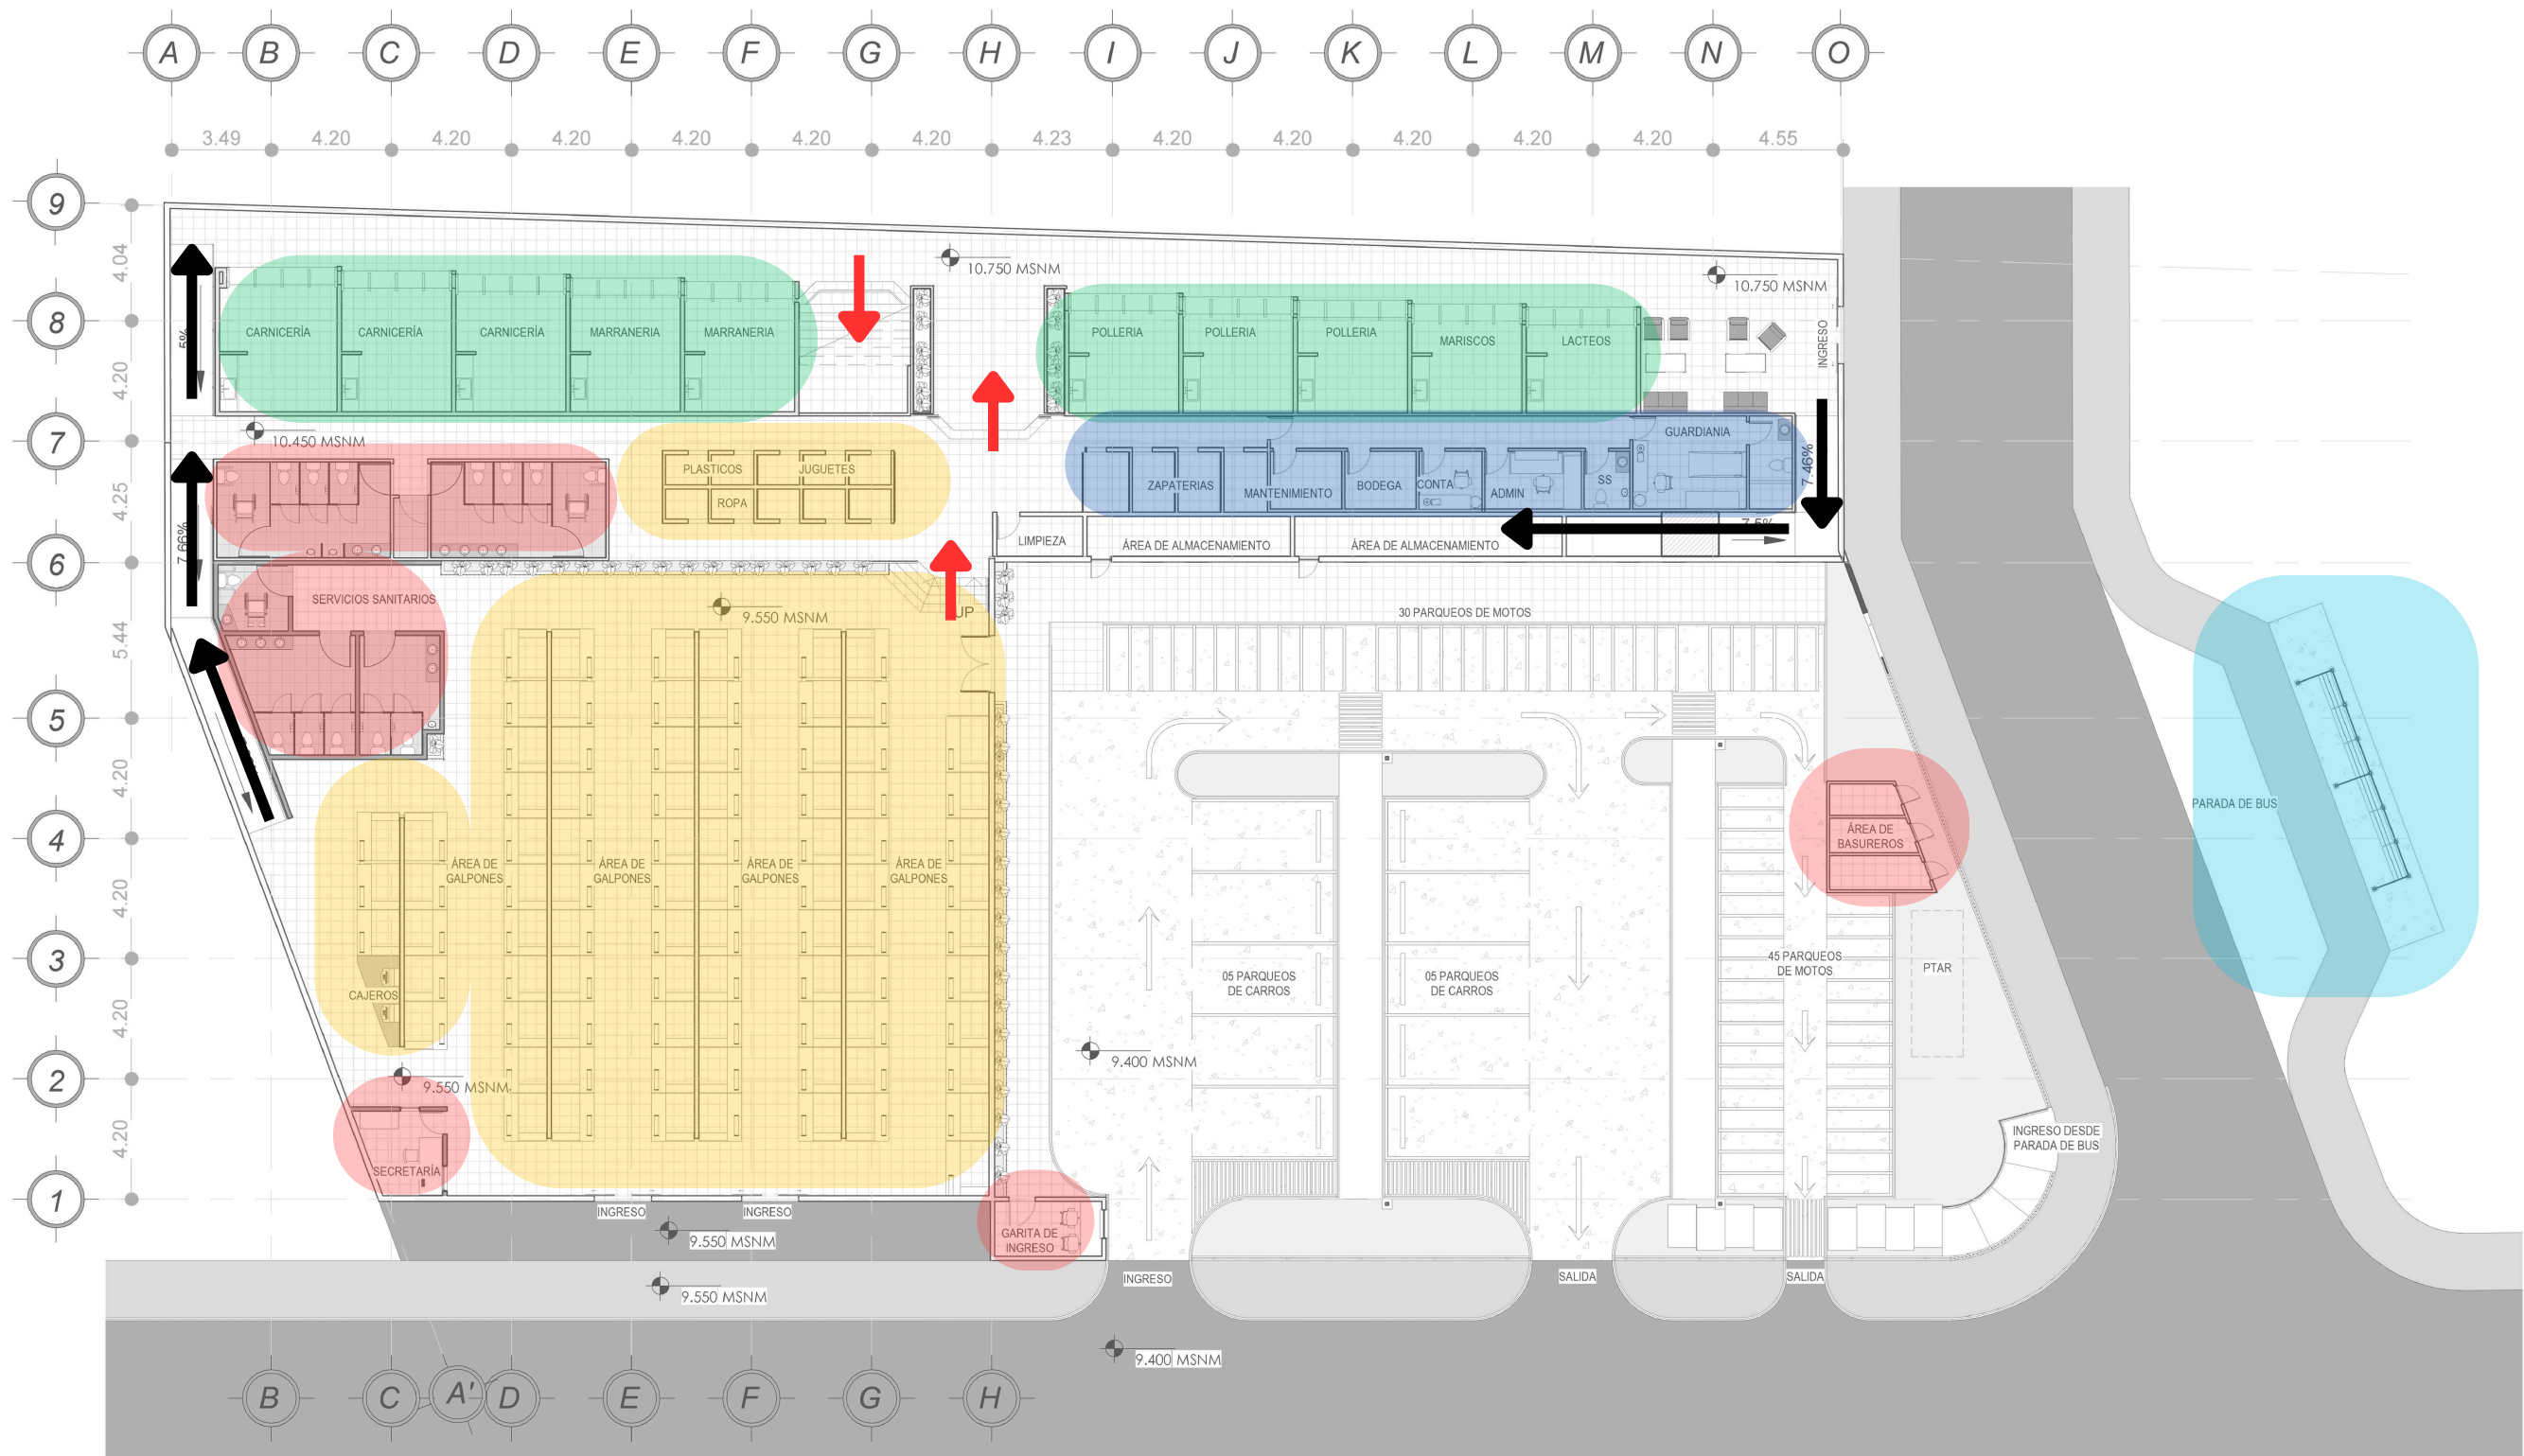 A B C D E F G H I J K L M N O
3.49 4.20 4.20 4.20 4.20 4.20 4.20 4.23 4.20 4.20 4.20 4.20 4.20 4.55
9
4.04
10.750 MSNM
10.750 MSNM
8
5%
CARNICERÍA CARNICERÍA CARNICERÍA MARRANERIA MARRANERIA
POLLERIA POLLERIA POLLERIA MARISCOS LACTEOS
INGRESO
4.20
7
10.450 MSNM
GUARDIANIA
7.46%
PLASTICOS JUGUETES
ROPA
ZAPATERIAS MANTENIMIENTO BODEGA CONTA ADMIN SS
4.25
7.66%
7.5%
LIMPIEZA ÁREA DE ALMACENAMIENTO ÁREA DE ALMACENAMIENTO
6
SERVICIOS SANITARIOS
9.550 MSNM
UP
30 PARQUEOS DE MOTOS
5.44
5
4.20
PARADA DE BUS
4
ÁREA DE
BASUREROS
ÁREA DE
GALPONES
ÁREA DE
GALPONES
ÁREA DE
GALPONES
ÁREA DE
GALPONES
4.20
3
45 PARQUEOS
DE MOTOS
PTAR
05 PARQUEOS
DE CARROS
05 PARQUEOS
DE CARROS
CAJEROS
4.20
9.400 MSNM
2
9.550 MSNM
4.20
INGRESO DESDE
PARADA DE BUS
SECRETARÍA
1
INGRESO INGRESO
GARITA DE
INGRESO
9.550 MSNM
INGRESO SALIDA SALIDA
9.550 MSNM
9.400 MSNM
B C A' D E F G H